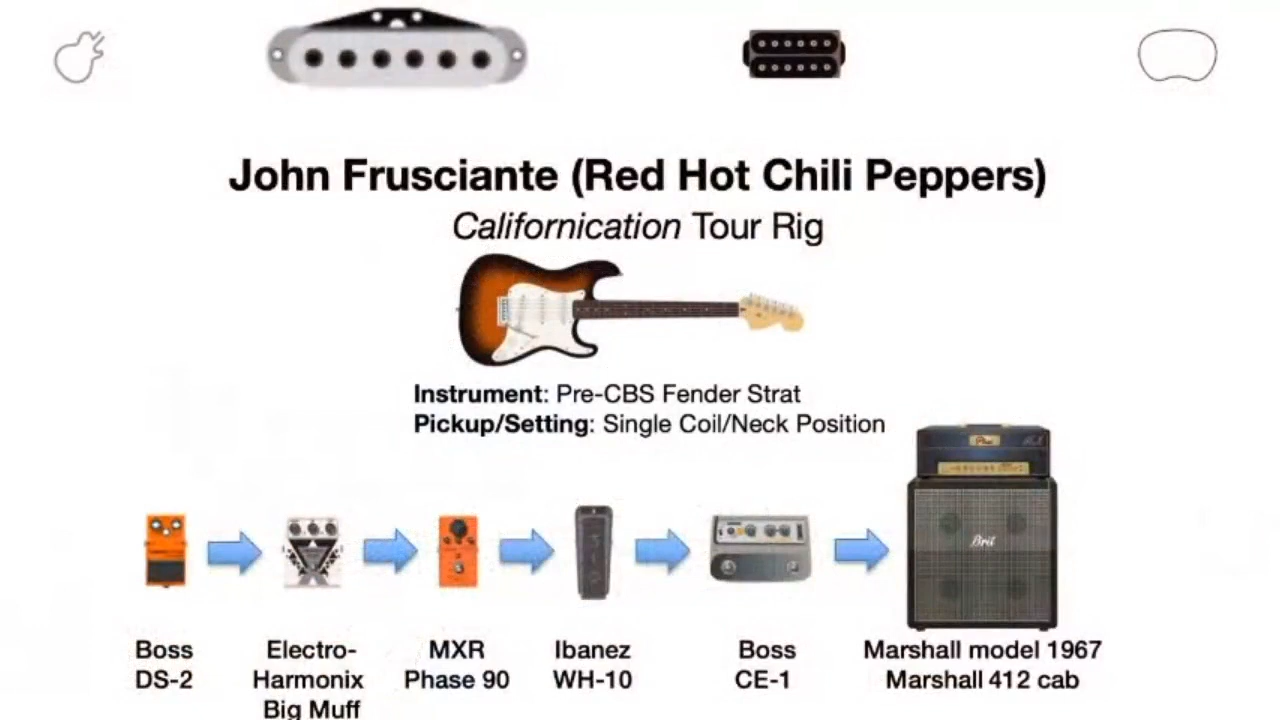 John Frusciante (Red Hot Chili Peppers)
Californication Tour Rig
Instrument: Pre-CBS Fender Strat
Pickup/Setting: Single Coil/Neck Position
Brit
Boss
DS-2
Electro-
Harmonix
Big Muff
MXR
Phase 90
Ibanez
WH-10
Boss
CE-1
Marshall model 1967
Marshall 412 cab